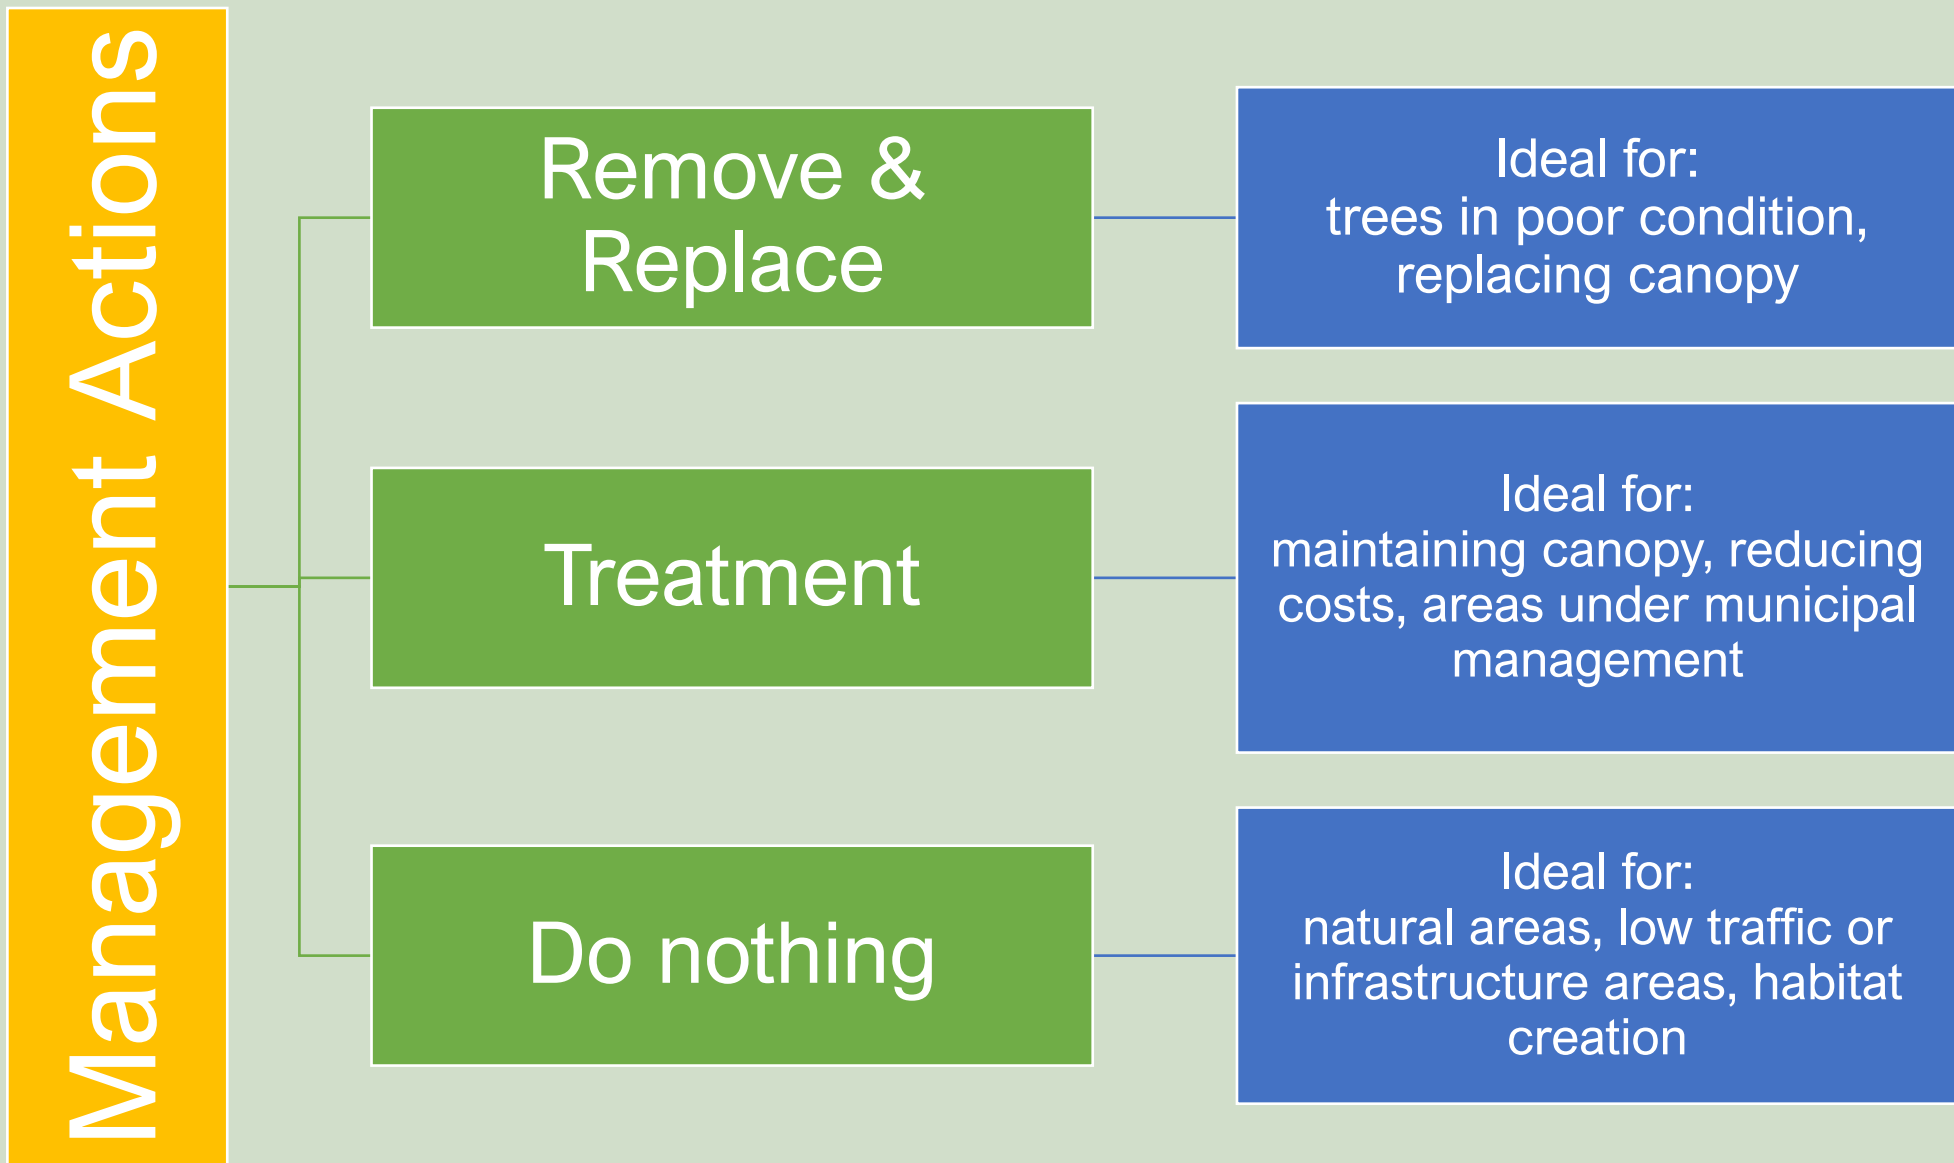 Management Actions
Remove &
Replace
Ideal for:
trees in poor condition,
replacing canopy
Treatment
Ideal for:
maintaining canopy, reducing
costs, areas under municipal
management
Do nothing
Ideal for:
natural areas, low traffic or
infrastructure areas, habitat
creation